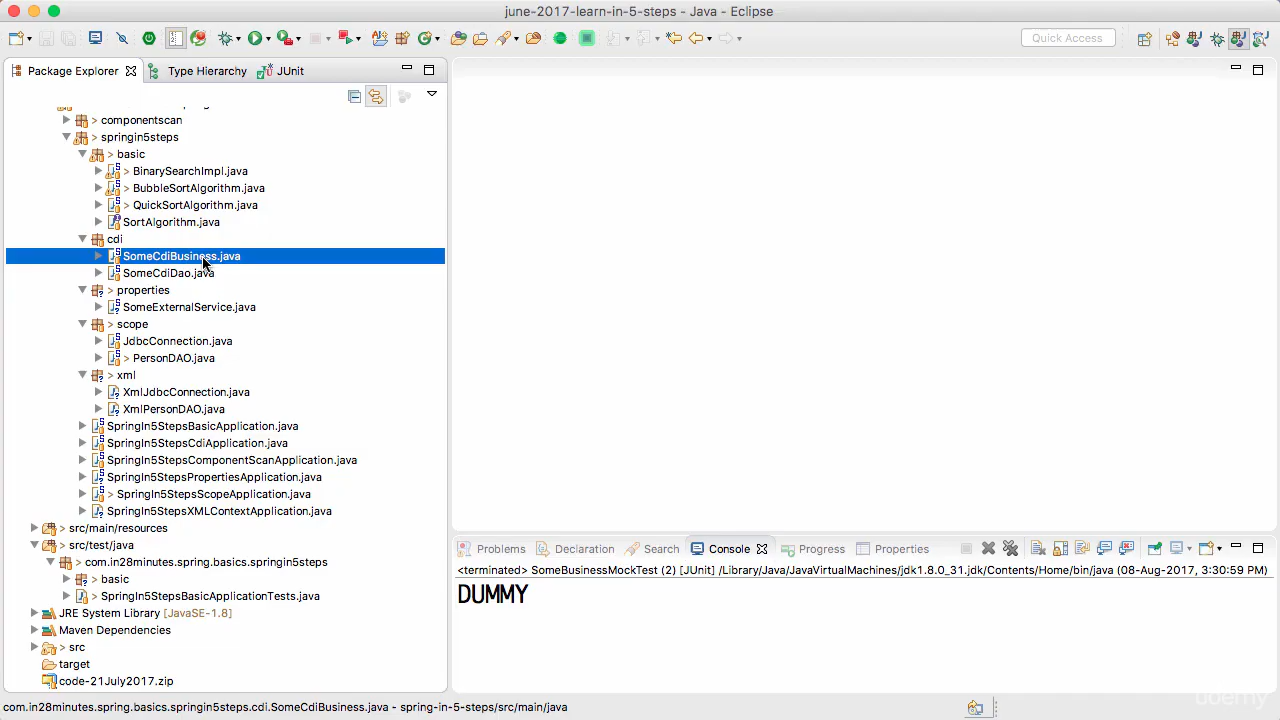 june-2017-learn-in-5-steps - Java - Eclipse
Quick Access
Package Explorer
Type Hierarchy
JUnit
> componentscan
> springin5steps
> basic
> BinarySearchImpl.java
> BubbleSortAlgorithm.java
> QuickSortAlgorithm.java
SortAlgorithm.java
cdi
SomeCdiBusiness.java
SomeCdiDao.java
> properties
SomeExternalService.java
> scope
JdbcConnection.java
> PersonDAO.java
> xml
XmlJdbcConnection.java
XmlPersonDAO.java
SpringIn5StepsBasicApplication.java
SpringIn5StepsCdiApplication.java
SpringIn5StepsComponentScanApplication.java
SpringIn5StepsPropertiesApplication.java
> SpringIn5StepsScopeApplication.java
SpringIn5StepsXMLContextApplication.java
> src/main/resources
> src/test/java
> com.in28minutes.spring.basics.springin5steps
> basic
> SpringIn5StepsBasicApplicationTests.java
JRE System Library [JavaSE-1.8]
Maven Dependencies
> src
target
code-21July2017.zip
Problems
Declaration
Search
Console
Progress
Properties
<terminated> SomeBusinessMockTest (2) [JUnit] /Library/Java/JavaVirtualMachines/jdk1.8.0_31.jdk/Contents/Home/bin/java (08-Aug-2017, 3:30:59 PM)
DUMMY
com.in28minutes.spring.basics.springin5steps.cdi.SomeCdiBusiness.java - spring-in-5-steps/src/main/java
udemy